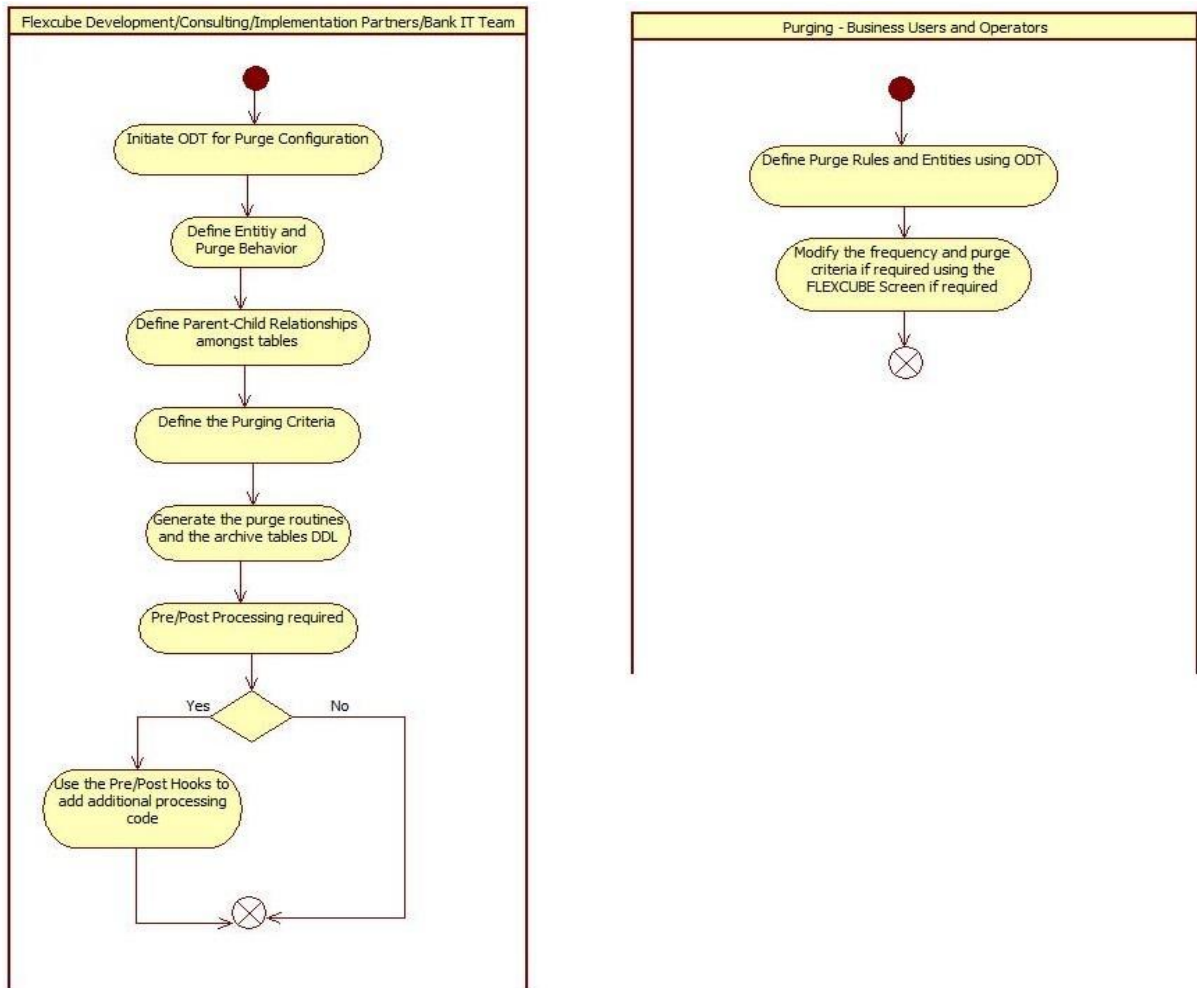 Flexcube Development/Consulting/Implementation Partners/Bank IT Team
Initiate ODT for Purge Configuration
Define Entitiy and
Purge Behavior
Define Parent-Child Relationships
amongst tables
Define the Purging Criteria
Generate the purge routines
and the archive tables DDL
Pre/Post Processing required
Yes
No
Use the Pre/Post Hooks to
add additional processing
code
Purging - Business Users and Operators
Define Purge Rules and Entities using ODT
Modify the frequency and purge
criteria if required using the
FLEXCUBE Screen if required